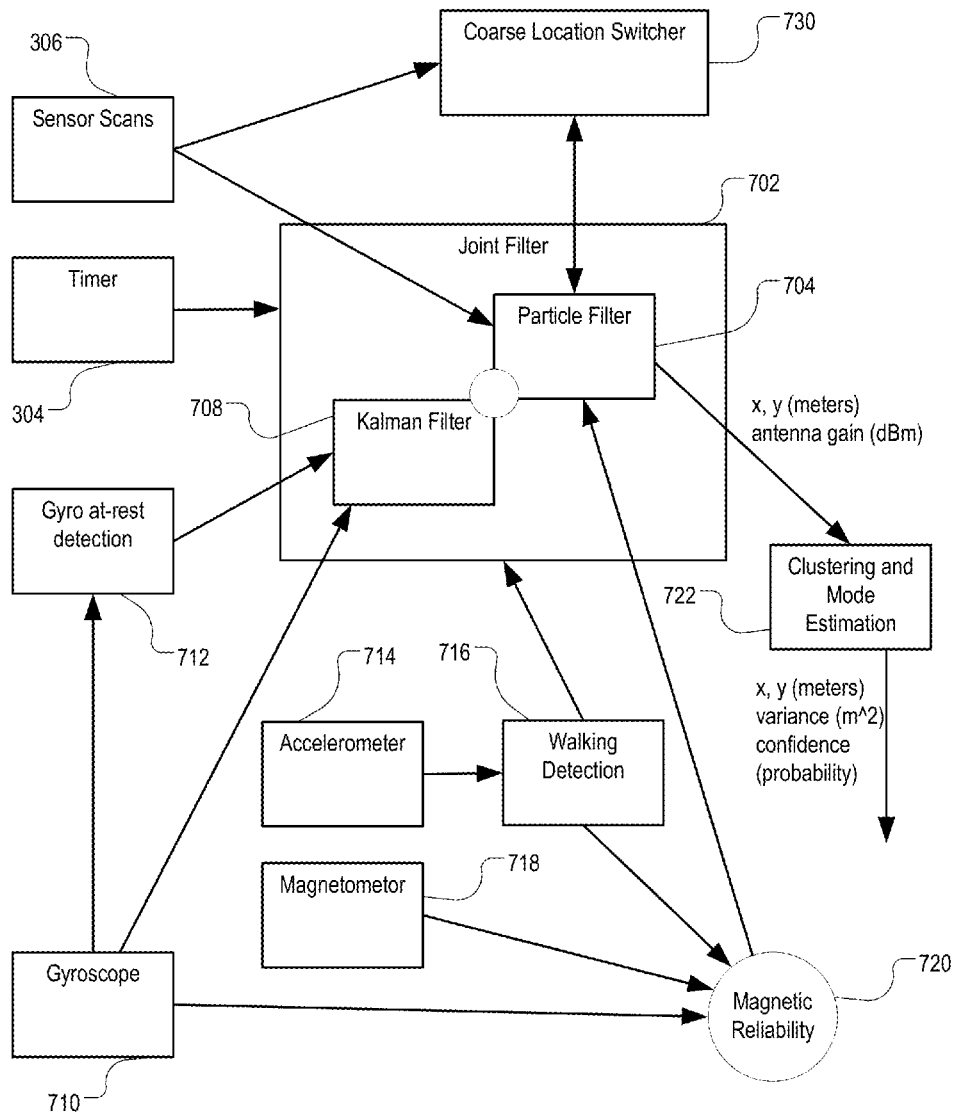 730
Coarse Location Switcher
306
Sensor Scans
702
Joint Filter
Timer
704
Particle Filter
304
708
Kalman Filter
x, y (meters)
antenna gain (dBm)
Gyro at-rest
detection
Clustering and
Mode
Estimation
722
712
714
716
x, y (meters)
variance (m^2)
confidence
(probability)
Accelerometer
Walking
Detection
718
Magnetometor
Gyroscope
720
Magnetic
Reliability
710